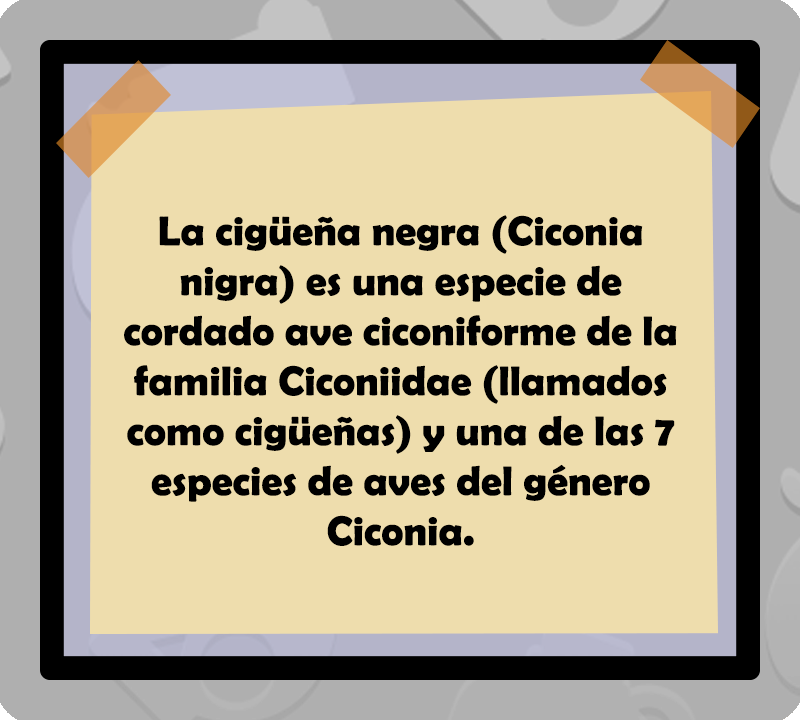 La cigüeña negra (Ciconia
nigra) es una especie de
cordado ave ciconiforme de la
familia Ciconiidae (llamados
como cigüeñas) y una de las 7
especies de aves del género
Ciconia.